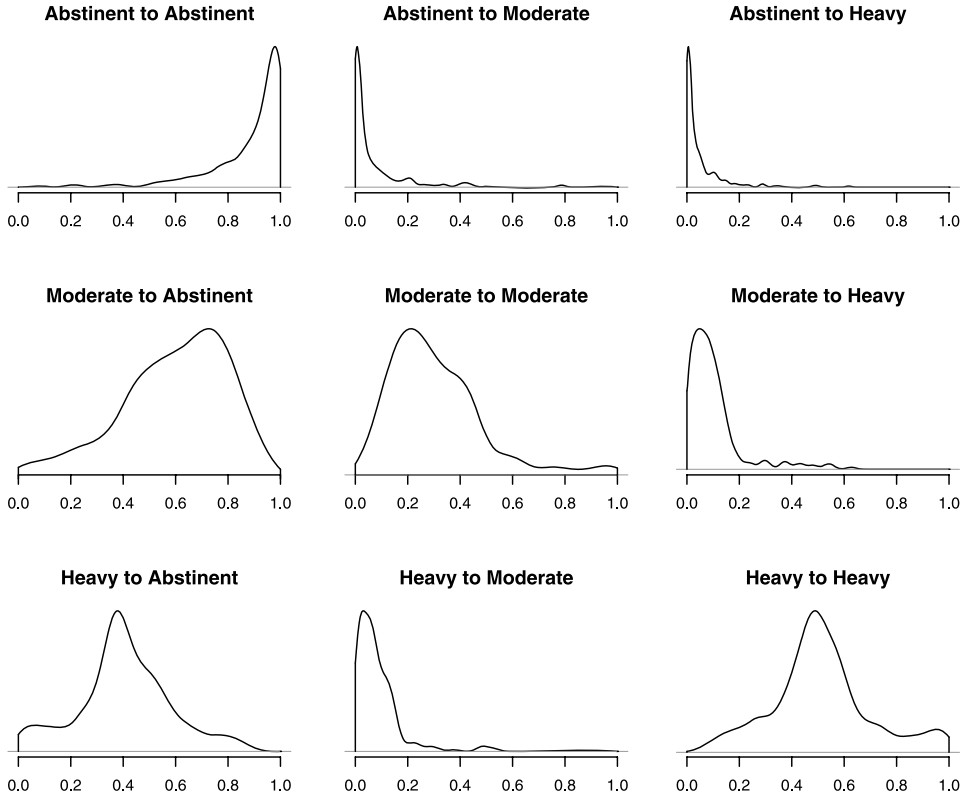 Abstinent to Abstinent
Abstinent to Moderate
Abstinent to Heavy
0.0 0.2 0.4 0.6 0.8 1.0
0.0 0.2 0.4 0.6 0.8 1.0
0.0 0.2 0.4 0.6 0.8 1.0
Moderate to Abstinent
Moderate to Moderate
Moderate to Heavy
0.0 0.2 0.4 0.6 0.8 1.0
0.0 0.2 0.4 0.6 0.8 1.0
0.0 0.2 0.4 0.6 0.8 1.0
Heavy to Abstinent
Heavy to Moderate
Heavy to Heavy
0.0 0.2 0.4 0.6 0.8 1.0
0.0 0.2 0.4 0.6 0.8 1.0
0.0 0.2 0.4 0.6 0.8 1.0